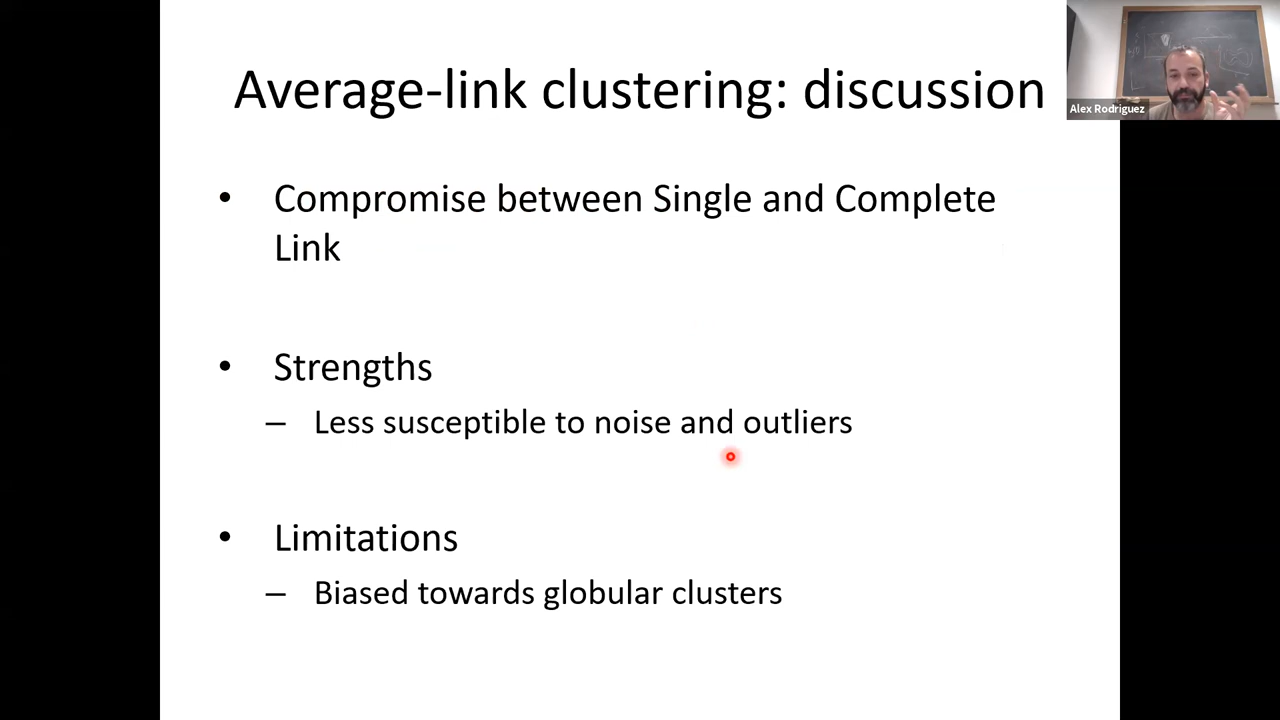 Average-link clustering: discussion
Alex Rodriguez
• Compromise between Single and Complete
Link
• Strengths
– Less susceptible to noise and outliers
• Limitations
– Biased towards globular clusters